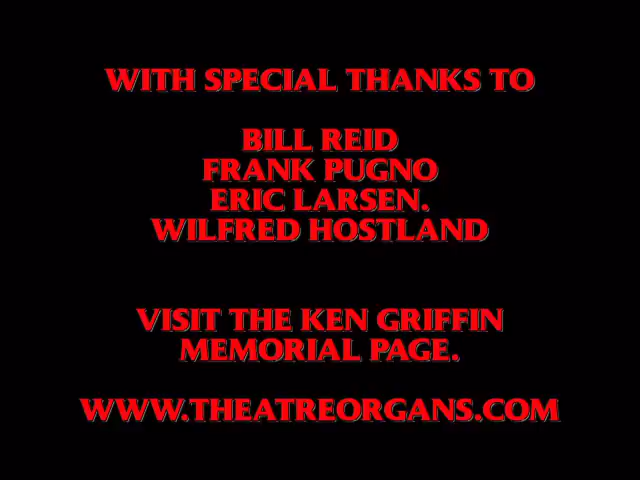 WITH SPECIAL THANKS TO
BILL REID
FRANK PUGNO
ERIC LARSEN.
WILFRED HOSTLAND
VISIT THE KEN GRIFFIN
MEMORIAL PAGE.
WWW.THEATREORGANS.COM